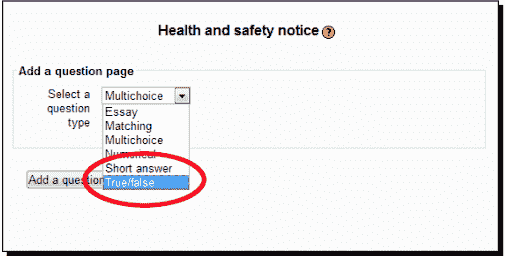 Health and safety notice ?
Add a question page
Select a
question
type
Multichoice
Essay
Matching
Multichoice
Numerical
Short answer
True/false
Add a question